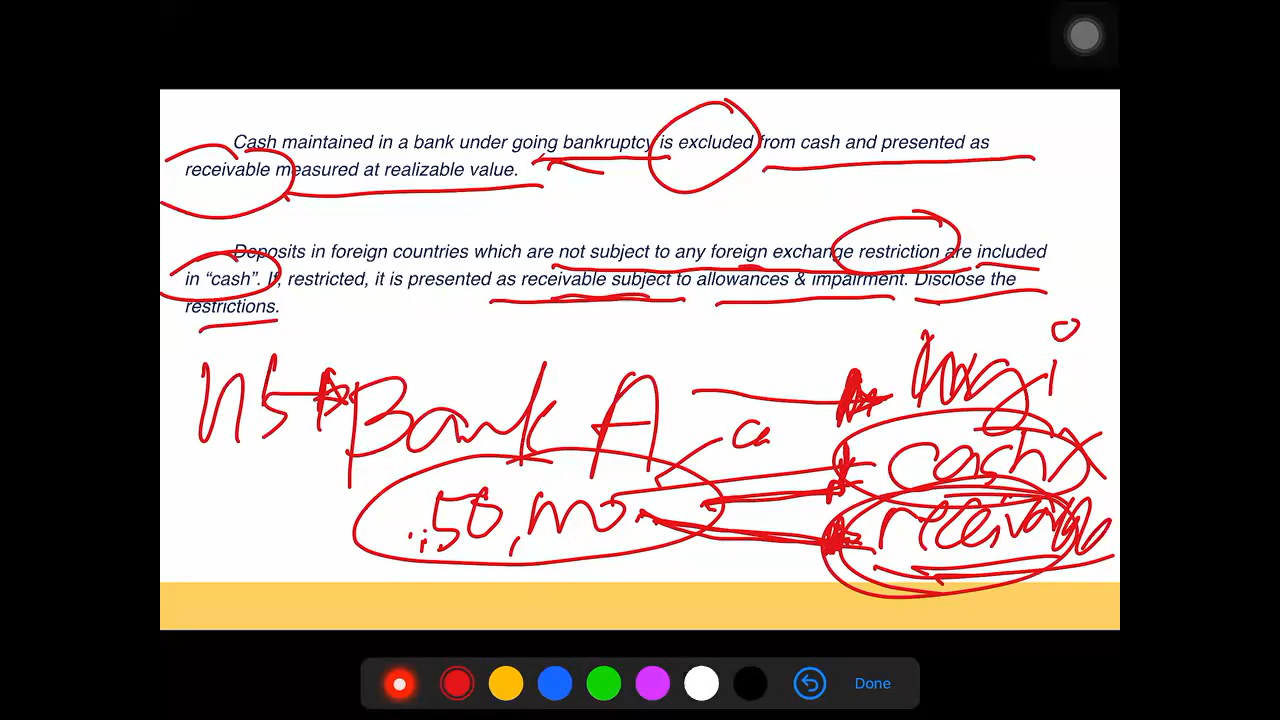 Cash maintained in a bank under going bankruptcy is excluded from cash and presented as
receivable measured at realizable value.
Deposits in foreign countries which are not subject to any foreign exchange restriction are included
in “cash”. If, restricted, it is presented as receivable subject to allowances & impairment. Disclose the
restrictions.
Bank A
ca
cash x
50,000
receivable
Done